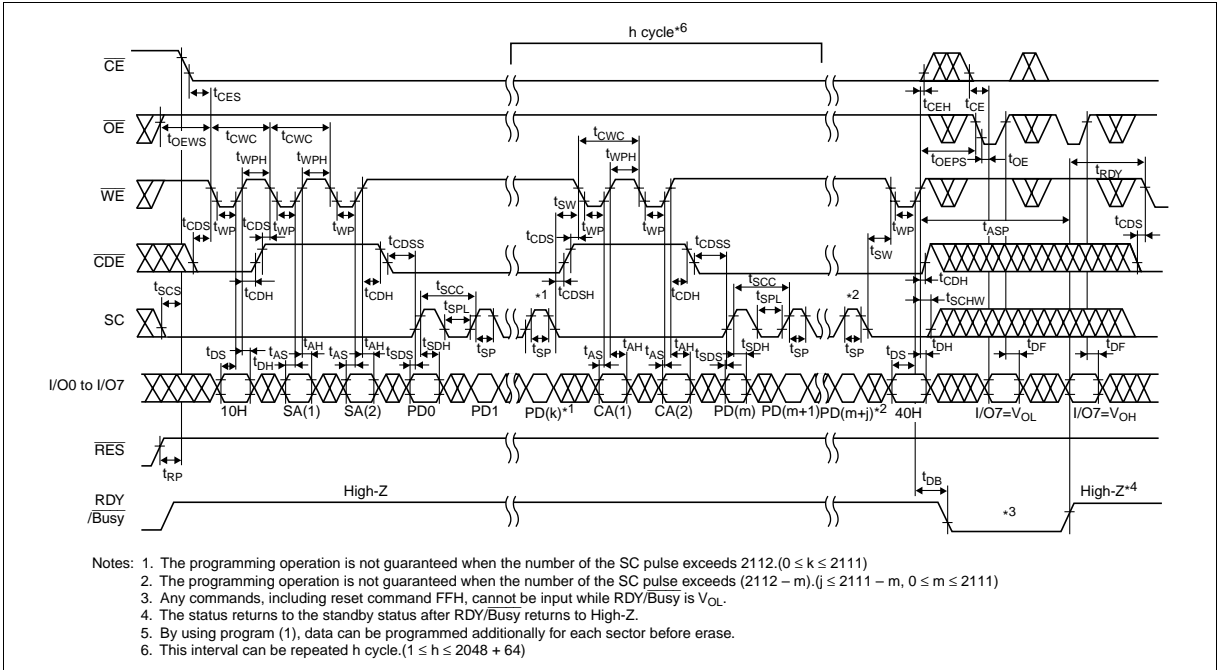 h cycle*6
CE
tCES
tCEH
tCE
OE
tOEWS
tCWC
tCWC
tCWC
tOEPS
tOE
tWPH
tWPH
tWPH
tRDY
WE
tCDS
tWP
tCDS
tWP
tWP
tSW
tCDS
tWP
tWP
tSW
tWP
tASP
tCDS
CDE
tCDH
tCDH
tCDSS
tCDSH
tCDH
tCDSS
tCDH
tSCS
tSCC
*1
tSCC
*2
tSCHW
SC
tSPL
tSP
tSP
tSPL
tSP
tSP
tDS
tDH
tAS
tAH
tAS
tAH
tSDS
tSDH
tAS
tAH
tAS
tAH
tSDS
tSDH
tDS
tDH
tDF
tDF
I/O0 to I/O7
10H
SA(1)
SA(2)
PD0
PD1
PD(k)*1
CA(1)
CA(2)
PD(m)
PD(m+1)
PD(m+j)*2
40H
I/O7=VOL
I/O7=VOH
RES
tRP
RDY
/Busy
High-Z
tDB
*3
High-Z*4
Notes: 1. The programming operation is not guaranteed when the number of the SC pulse exceeds 2112.(0 ≤ k ≤ 2111)
2. The programming operation is not guaranteed when the number of the SC pulse exceeds (2112 – m).(j ≤ 2111 – m, 0 ≤ m ≤ 2111)
3. Any commands, including reset command FFH, cannot be input while RDY/Busy is VOL.
4. The status returns to the standby status after RDY/Busy returns to High-Z.
5. By using program (1), data can be programmed additionally for each sector before erase.
6. This interval can be repeated h cycle.(1 ≤ h ≤ 2048 + 64)